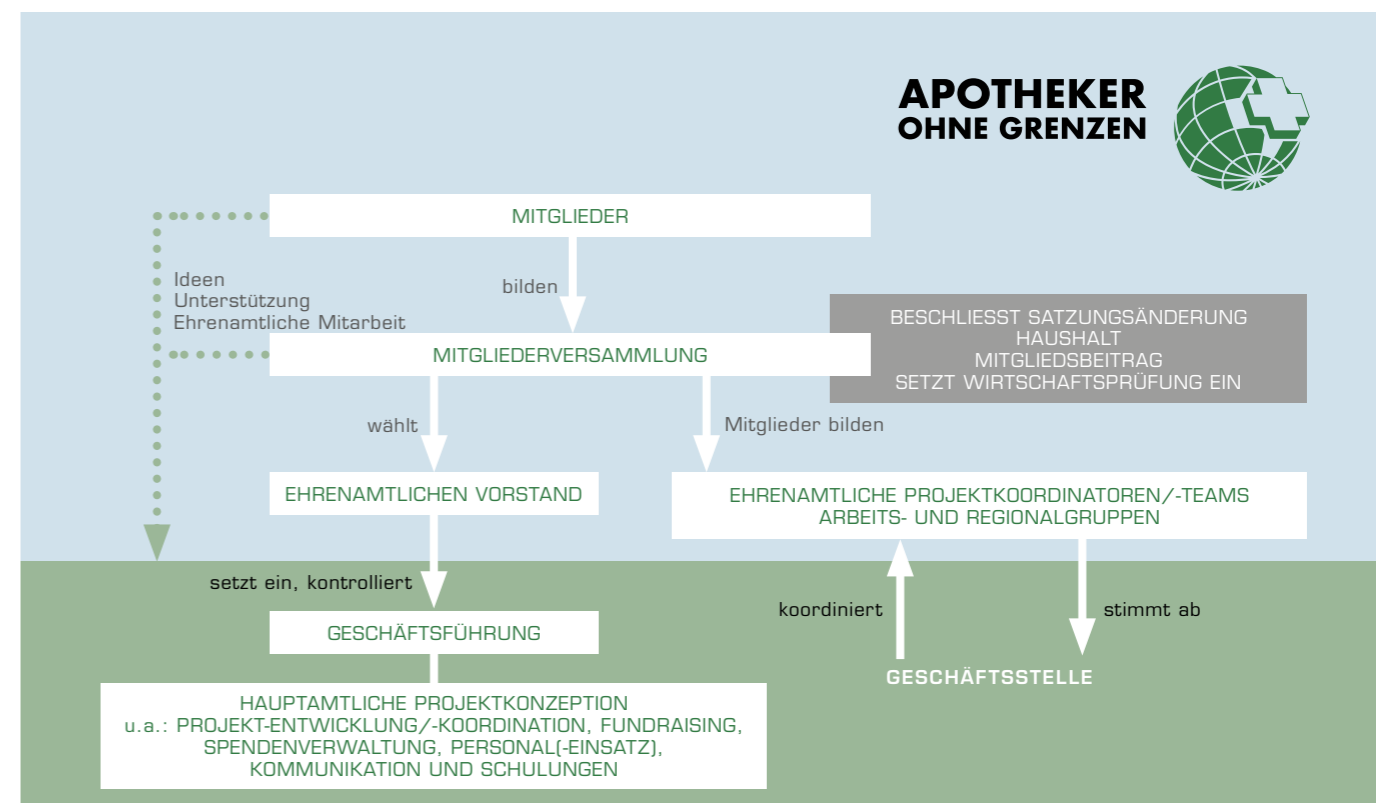 APOTHEKER
OHNE GRENZEN
MITGLIEDER
Ideen
Unterstützung
Ehrenamtliche Mitarbeit
bilden
BESCHLIESST SATZUNGSÄNDERUNG
HAUSHALT
MITGLIEDSBEITRAG
SETZT WIRTSCHAFTSPRÜFUNG EIN
MITGLIEDERVERSAMMLUNG
wählt
Mitglieder bilden
EHRENAMTLICHEN VORSTAND
EHRENAMTLICHE PROJEKTKOORDINATOREN/-TEAMS
ARBEITS- UND REGIONALGRUPPEN
setzt ein, kontrolliert
koordiniert
stimmt ab
GESCHÄFTSFÜHRUNG
GESCHÄFTSSTELLE
HAUPTAMTLICHE PROJEKTKONZEPTION
u.a.: PROJEKT-ENTWICKLUNG/-KOORDINATION, FUNDRAISING,
SPENDENVERWALTUNG, PERSONAL(-EINSATZ),
KOMMUNIKATION UND SCHULUNGEN